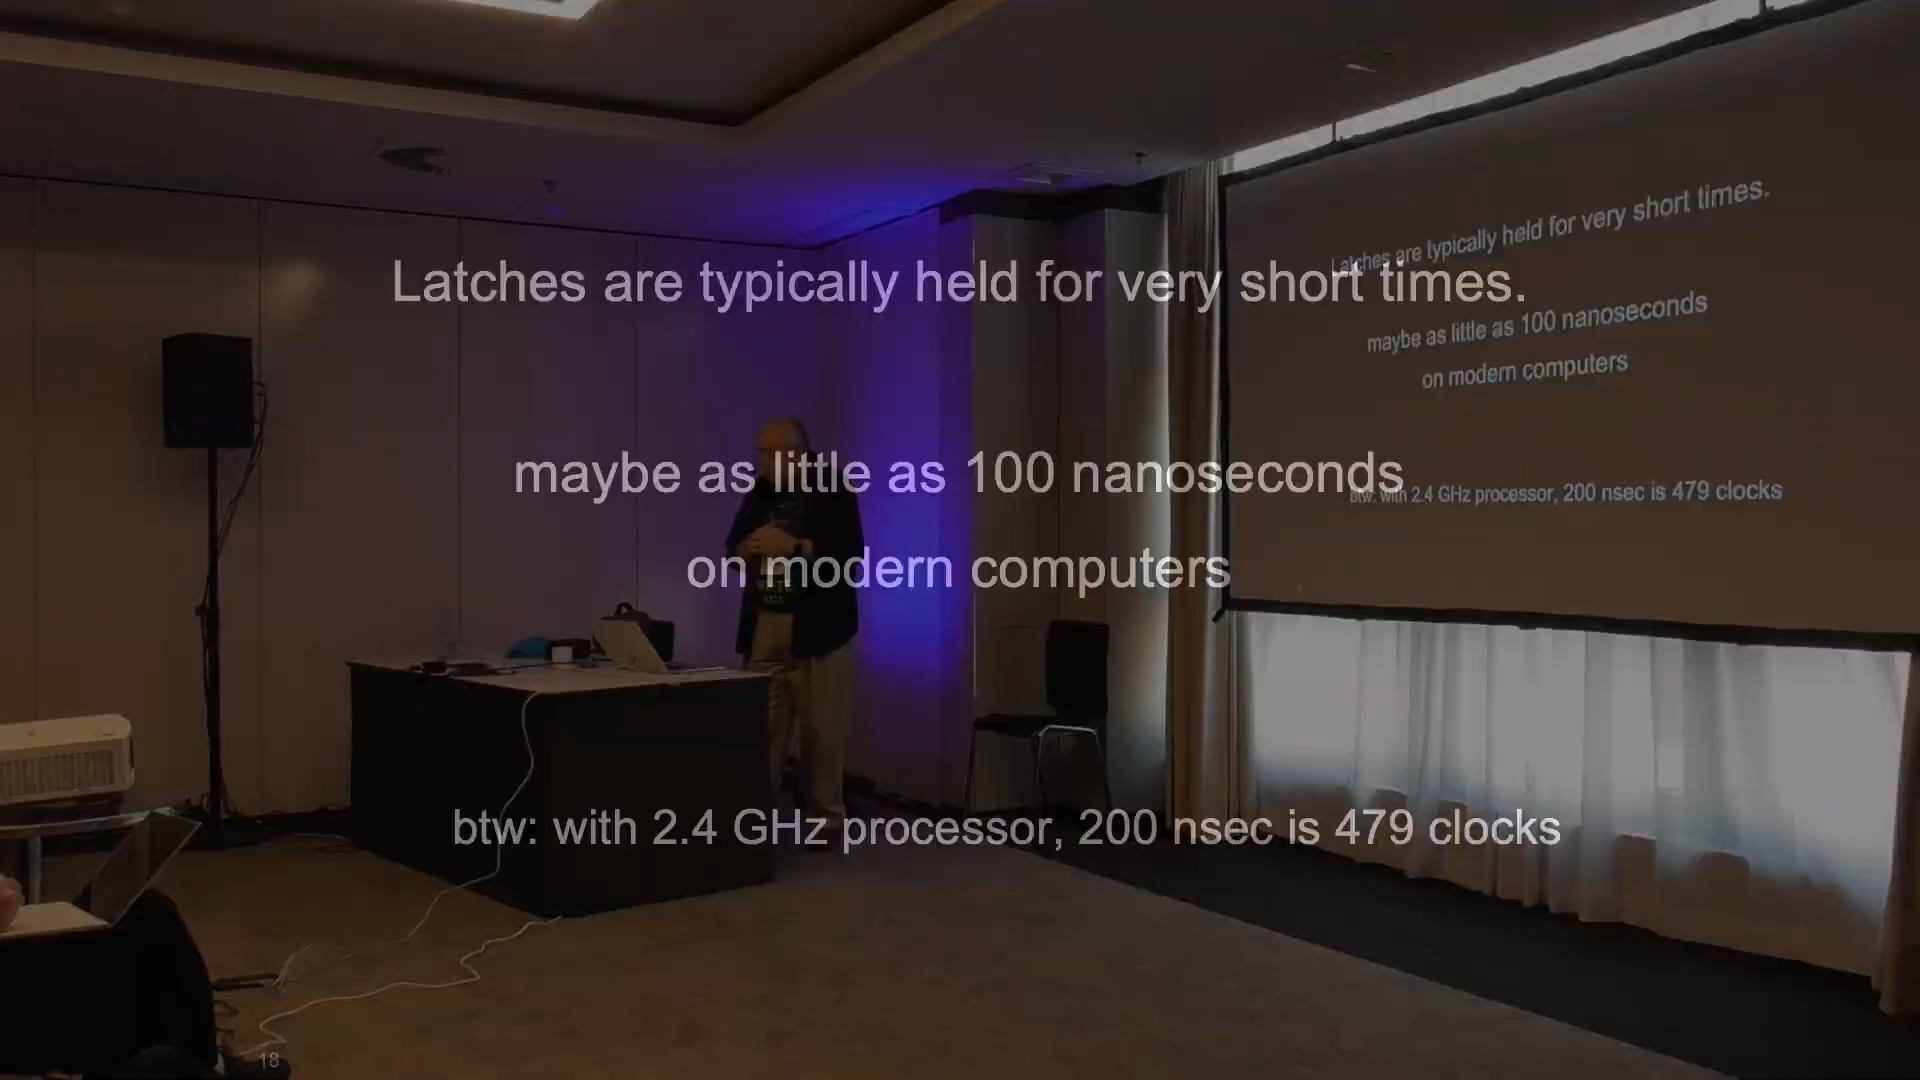 Latches are typically held for very short times.
maybe as little as 100 nanoseconds
on modern computers
btw: with 2.4 GHz processor, 200 nsec is 479 clocks
18
Latches are typically held for very short times.
maybe as little as 100 nanoseconds
on modern computers
btw: with 2.4 GHz processor, 200 nsec is 479 clocks